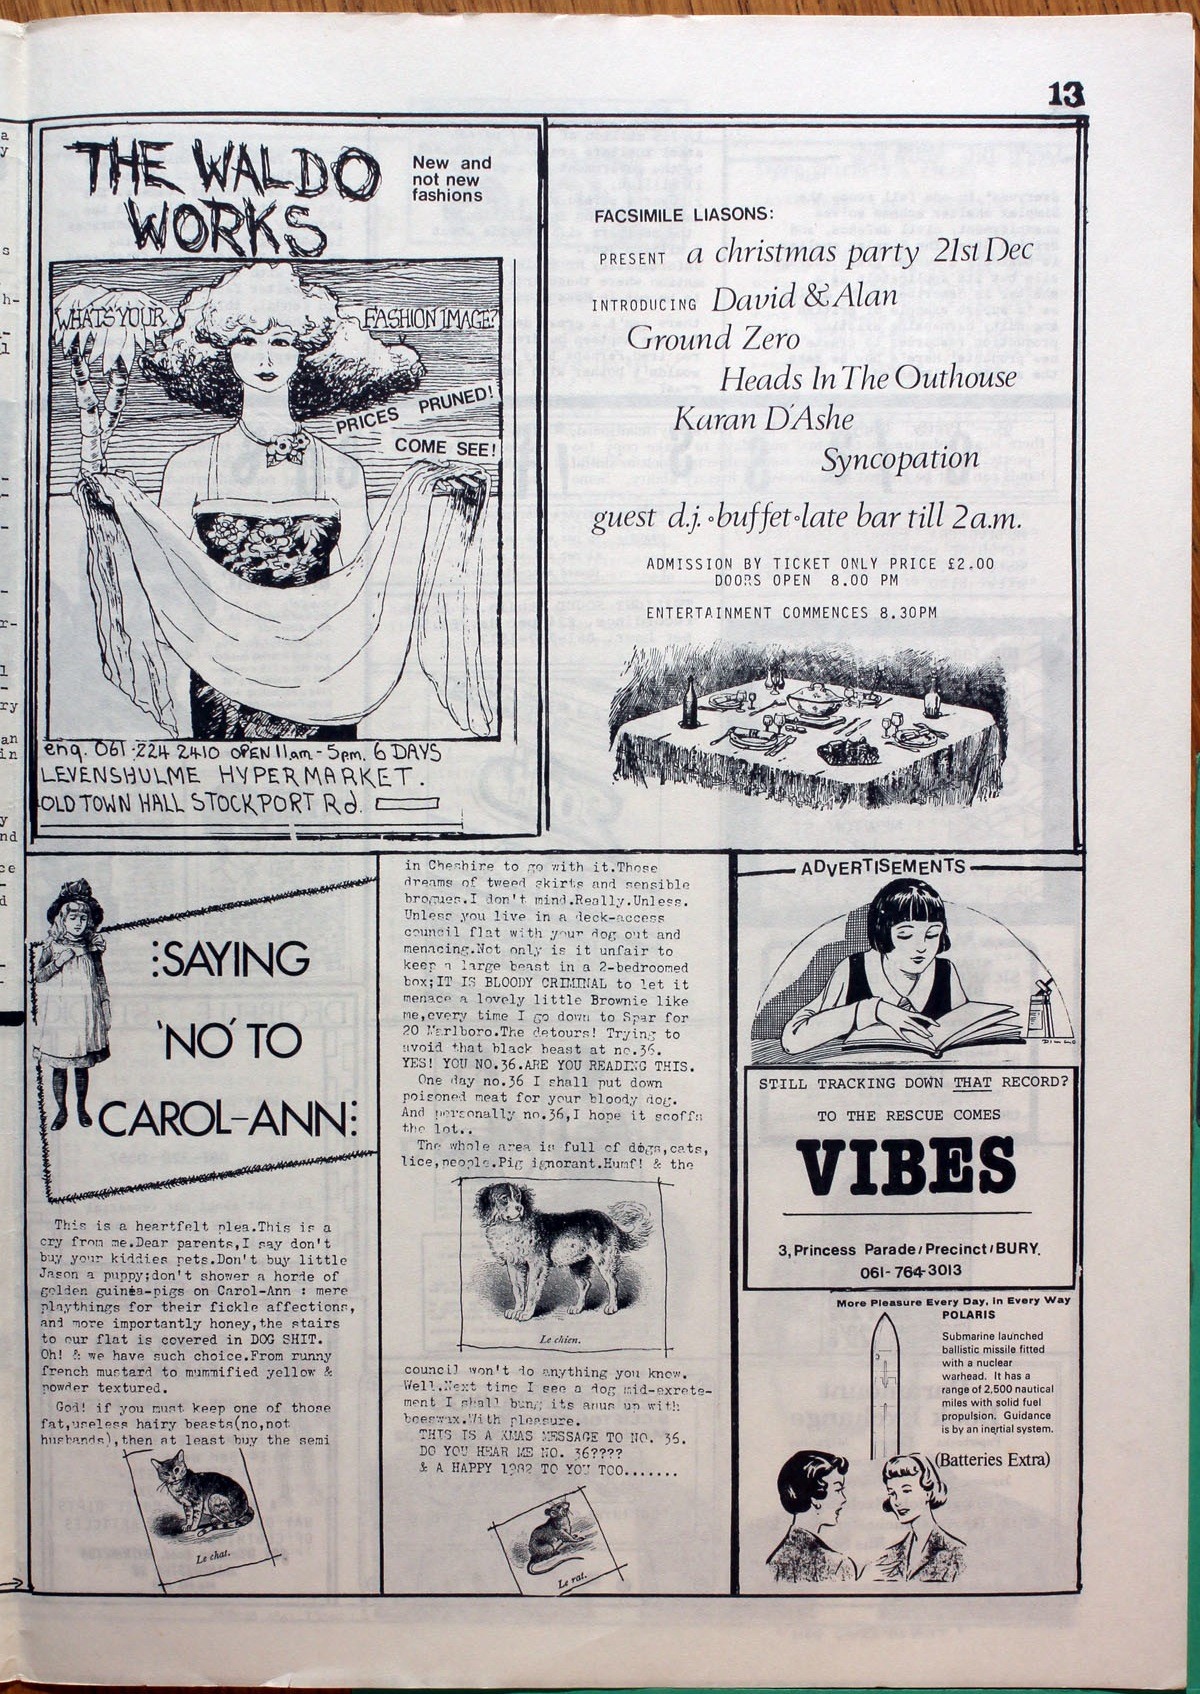 13
THE WALDO
WORKS
New and
not new
fashions
WHAT'S YOUR
FASHION IMAGE?
PRICES PRUNED!
COME SEE!
enq. 061 224 2410 OPEN 11am - 5pm. 6 DAYS
LEVENSHULME HYPERMARKET.
OLD TOWN HALL STOCKPORT Rd.
FACSIMILE LIASONS:
PRESENT a christmas party 21st Dec
INTRODUCING David & Alan
Ground Zero
Heads In The Outhouse
Karan D'Ashe
Syncopation
guest d.j. • buffet • late bar till 2 a.m.
ADMISSION BY TICKET ONLY PRICE £2.00
DOORS OPEN 8.00 PM
ENTERTAINMENT COMMENCES 8.30PM
:SAYING
'NO' TO
CAROL-ANN:
This is a heartfelt plea.This is a
cry from me.Dear parents,I say don't
buy your kiddies pets.Don't buy little
Jason a puppy;don't shower a horde of
golden guinea-pigs on Carol-Ann : mere
playthings for their fickle affections,
and more importantly honey,the stairs
to our flat is covered in DOG SHIT.
Oh! & we have such choice.From runny
french mustard to mummified yellow &
powder textured.
God! if you must keep one of those
fat,useless hairy beasts(no,not
husbands),then at least buy the semi
Le chat.
in Cheshire to go with it.Those
dreams of tweed skirts and sensible
brogues.I don't mind.Really.Unless.
Unless you live in a deck-access
council flat with your dog out and
menacing.Not only is it unfair to
keep a large beast in a 2-bedroomed
box;IT IS BLOODY CRIMINAL to let it
menace a lovely little Brownie like
me,every time I go down to Spar for
20 Marlboro.The detours! Trying to
avoid that black beast at no.36.
YES! YOU NO.36.ARE YOU READING THIS.
One day no.36 I shall put down
poisoned meat for your bloody dog.
And personally no.36,I hope it scoffs
the lot..
The whole area is full of dogs,cats,
lice,people.Pig ignorant.Humf! & the
Le chien.
council won't do anything you know.
Well.Next time I see a dog mid-exrete-
ment I shall bung its anus up with
beeswax.With pleasure.
THIS IS A XMAS MESSAGE TO NO. 36.
DO YOU HEAR ME NO. 36????
& A HAPPY 1982 TO YOU TOO.......
Le rat.
ADVERTISEMENTS
STILL TRACKING DOWN THAT RECORD?
TO THE RESCUE COMES
VIBES
3, Princess Parade / Precinct / BURY.
061-764-3013
More Pleasure Every Day, in Every Way
POLARIS
Submarine launched
ballistic missile fitted
with a nuclear
warhead. It has a
range of 2,500 nautical
miles with solid fuel
propulsion. Guidance
is by an inertial system.
(Batteries Extra)